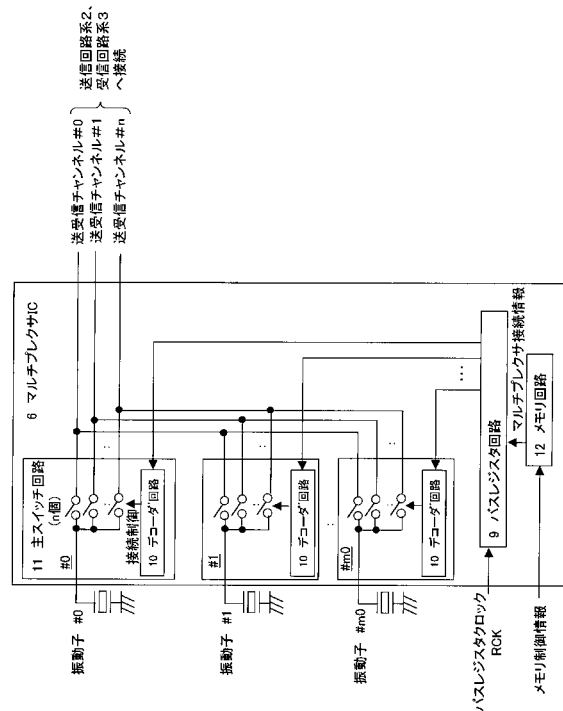 送信回路系2、
受信回路系3
へ接続
送受信チャンネル#0
送受信チャンネル#1
送受信チャンネル#n
6 マルチプレクサIC
11 主スイッチ回路
(n個)
#0
接続制御
10 デコーダ回路
#1
10 デコーダ回路
#m0
10 デコーダ回路
振動子 #0
振動子 #1
振動子 #m0
9 パスレジスタ回路
マルチプレクサ接続情報
12 メモリ回路
パスレジスタクロック
RCK
メモリ制御情報